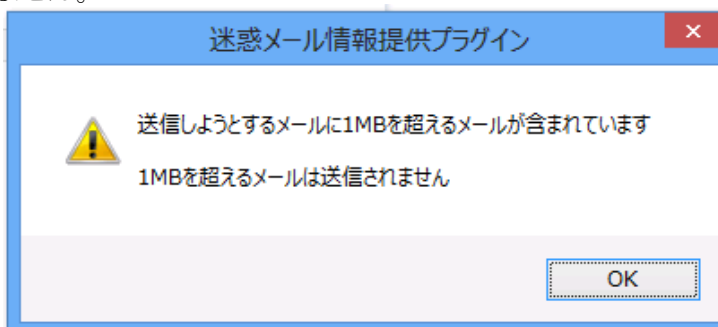 迷惑メール情報提供プラグイン
送信しようとするメールに1MBを超えるメールが含まれています
1MBを超えるメールは送信されません
OK